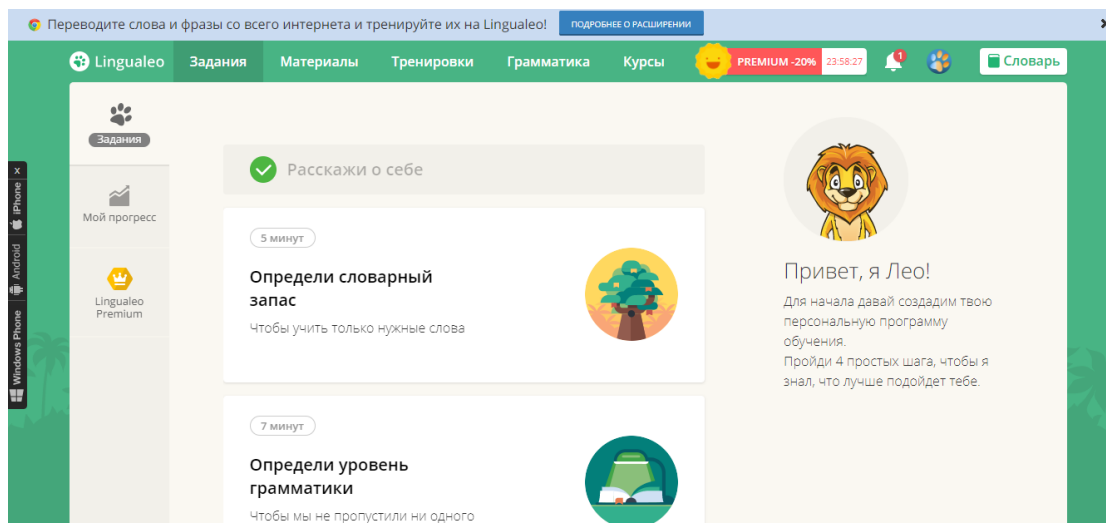 Переводите слова и фразы со всего интернета и тренируйте их на Lingualeo!
ПОДРОБНЕЕ О РАСШИРЕНИИ
Lingualeo
Задания
Материалы
Тренировки
Грамматика
Курсы
PREMIUM -20%
23:58:27
1
Словарь
Задания
Мой прогресс
Lingualeo
Premium
x
iPhone
Android
Windows Phone
Расскажи о себе
5 минут
Определи словарный
запас
Чтобы учить только нужные слова
7 минут
Определи уровень
грамматики
Чтобы мы не пропустили ни одного
Привет, я Лео!
Для начала давай создадим твою
персональную программу
обучения.
Пройди 4 простых шага, чтобы я
знал, что лучше подойдет тебе.